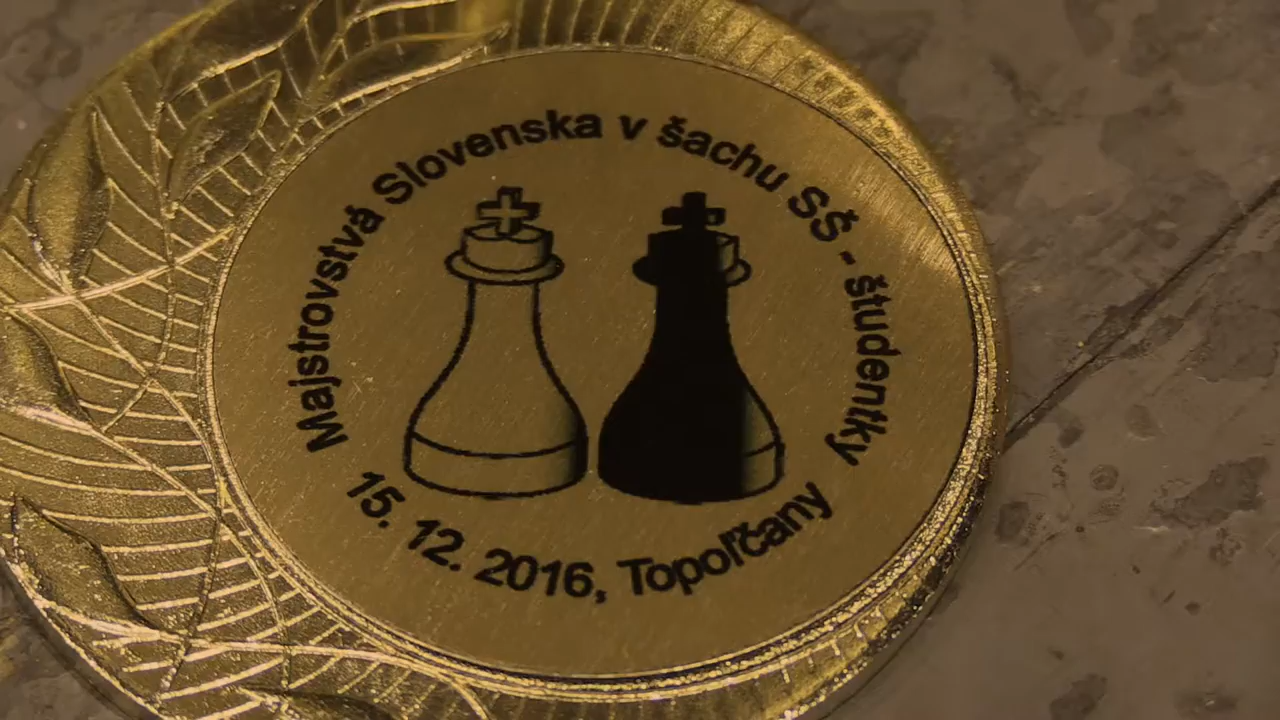 Majstrovstvá Slovenska v šachu SŠ - študentky
15. 12. 2016, Topoľčany